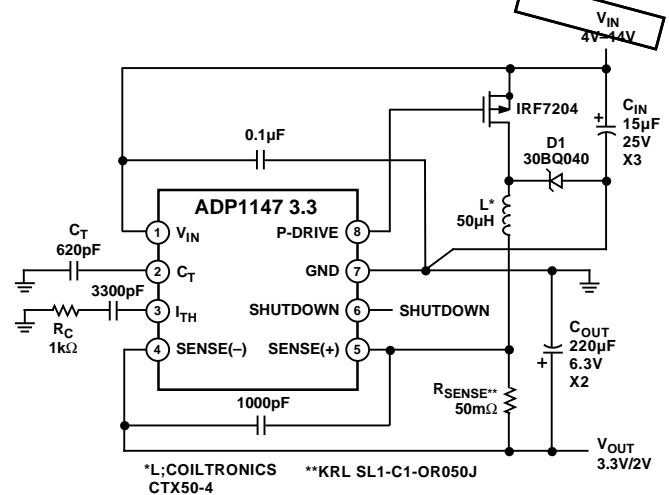 V_IN
4V–14V
IRF7204
C_IN
15µF
25V
X3
0.1µF
D1
30BQ040
L*
50µH
ADP1147 3.3
1 V_IN
P-DRIVE 8
C_T
620pF
2 C_T
GND 7
3300pF
3 I_TH
SHUTDOWN 6
SHUTDOWN
R_C
1kΩ
4 SENSE(–)
SENSE(+) 5
C_OUT
220µF
6.3V
X2
1000pF
R_SENSE**
50mΩ
V_OUT
3.3V/2V
*L;COILTRONICS
CTX50-4
**KRL SL1-C1-OR050J